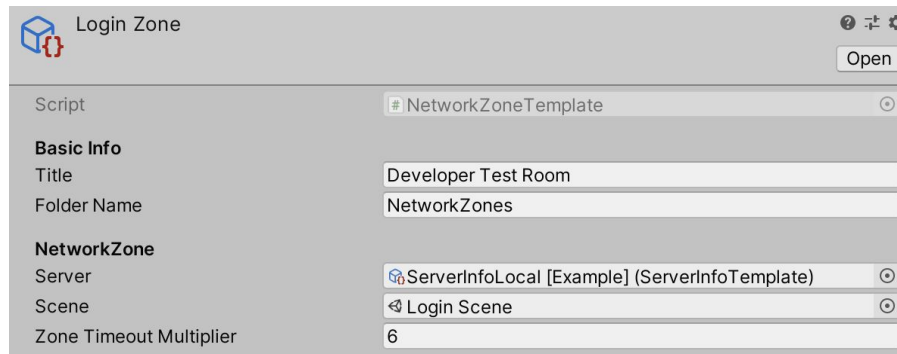 Login Zone
Open
Script # NetworkZoneTemplate
Basic Info
Title Developer Test Room
Folder Name NetworkZones
NetworkZone
Server ServerInfoLocal [Example] (ServerInfoTemplate)
Scene Login Scene
Zone Timeout Multiplier 6